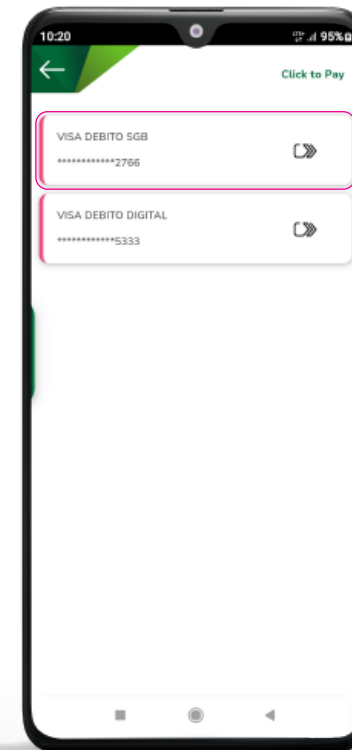 10:20
95%
Click to Pay
VISA DEBITO SGB
************2766
VISA DEBITO DIGITAL
************5333